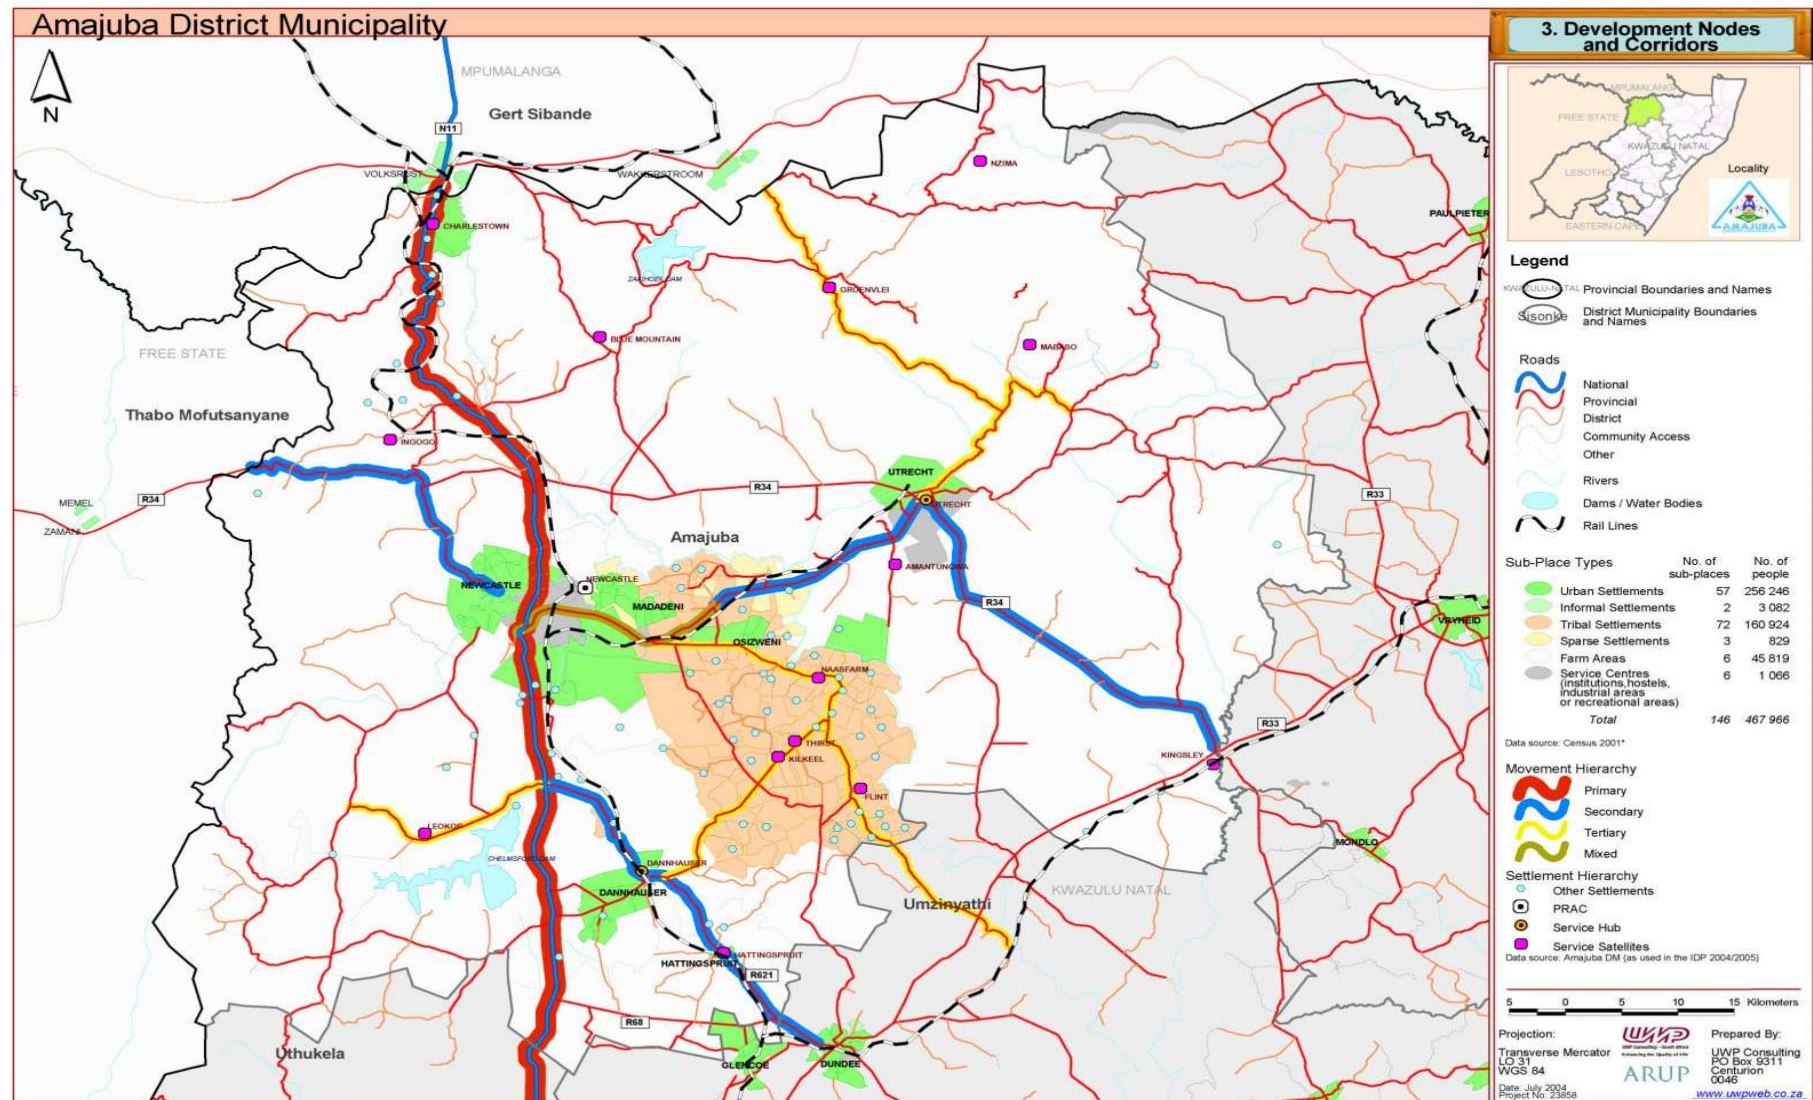 Amajuba District Municipality
3. Development Nodes
and Corridors
N
MPUMALANGA
Gert Sibande
N11
VOLKSRUST
WAKKERSTROOM
NZIMA
CHARLESTOWN
ZAAIHOEK DAM
GROENVLEI
PAULPIETER
FREE STATE
BLUE MOUNTAIN
MABASO
Thabo Mofutsanyane
INGOGO
UTRECHT
MEMEL
R34
R34
UTRECHT
R33
ZAMANI
Amajuba
AMANTUNGWA
NEWCASTLE
NEWCASTLE
MADADENI
R34
VRYHEID
OSIZWENI
NAASFARM
R33
THIRST
KILKEEL
KINGSLEY
FLINT
LEOKOP
MONDLO
CHELMSFORD DAM
DANNHAUSER
DANNHAUSER
KWAZULU NATAL
Umzinyathi
HATTINGSPRUIT
HATTINGSPRUIT
R621
R68
Uthukela
GLENCOE
DUNDEE
MPUMALANGA
FREE STATE
KWAZULU NATAL
LESOTHO
EASTERN CAPE
Locality
AMAJUBA
Legend
KWAZULU-NATAL Provincial Boundaries and Names
Sisonke District Municipality Boundaries
and Names
Roads
National
Provincial
District
Community Access
Other
Rivers
Dams / Water Bodies
Rail Lines
Sub-Place Types No. of sub-places No. of people
Urban Settlements 57 256 246
Informal Settlements 2 3 082
Tribal Settlements 72 160 924
Sparse Settlements 3 829
Farm Areas 6 45 819
Service Centres 6 1 066
(institutions,hostels,
industrial areas
or recreational areas)
Total 146 467 966
Data source: Census 2001*
Movement Hierarchy
Primary
Secondary
Tertiary
Mixed
Settlement Hierarchy
Other Settlements
PRAC
Service Hub
Service Satellites
Data source: Amajuba DM (as used in the IDP 2004/2005)
5 0 5 10 15 Kilometers
Projection:
Transverse Mercator
LO 31
WGS 84
Date: July 2004
Project No. 23858
UWP
ARUP
Prepared By:
UWP Consulting
PO Box 9311
Centurion
0046
www.uwpweb.co.za